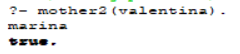 ?- mother2(valentina).
marina
true.